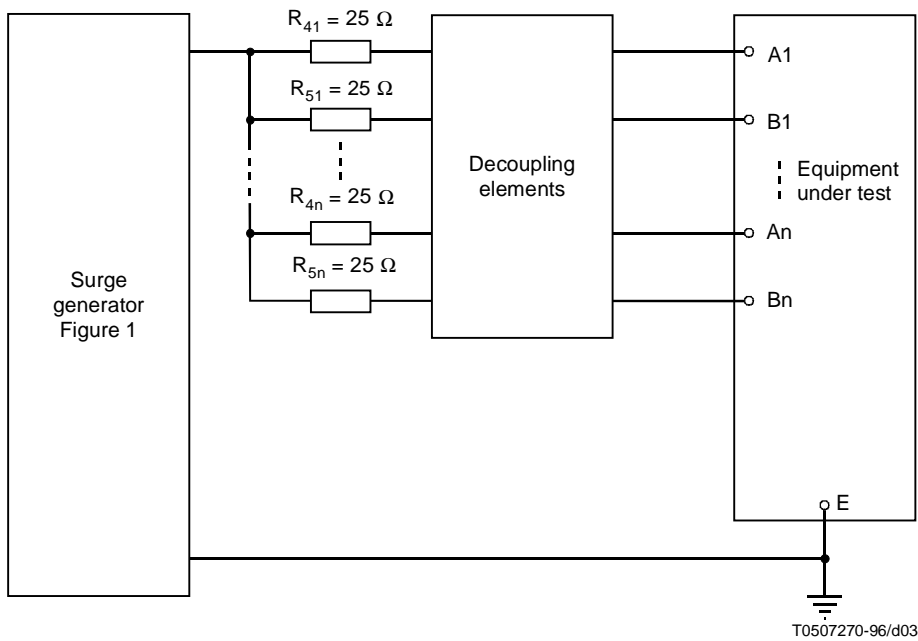 R41 = 25 Ω
A1
R51 = 25 Ω
B1
Decoupling
elements
Equipment
under test
R4n = 25 Ω
An
R5n = 25 Ω
Bn
Surge
generator
Figure 1
E
T0507270-96/d03